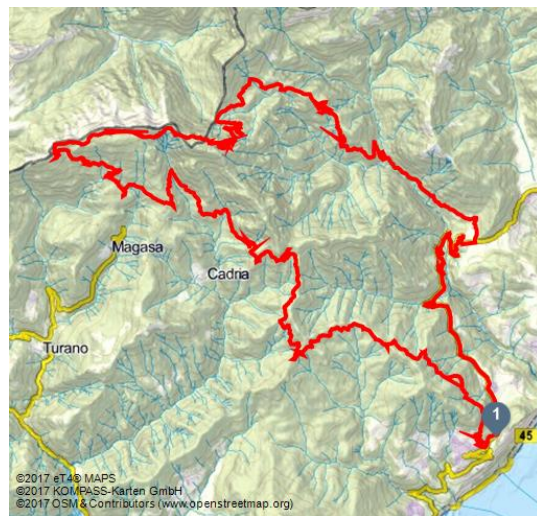 Magasa
Cadria
Turano
1
45
©2017 eT4® MAPS
©2017 KOMPASS-Karten GmbH
©2017 OSM & Contributors (www.openstreetmap.org)